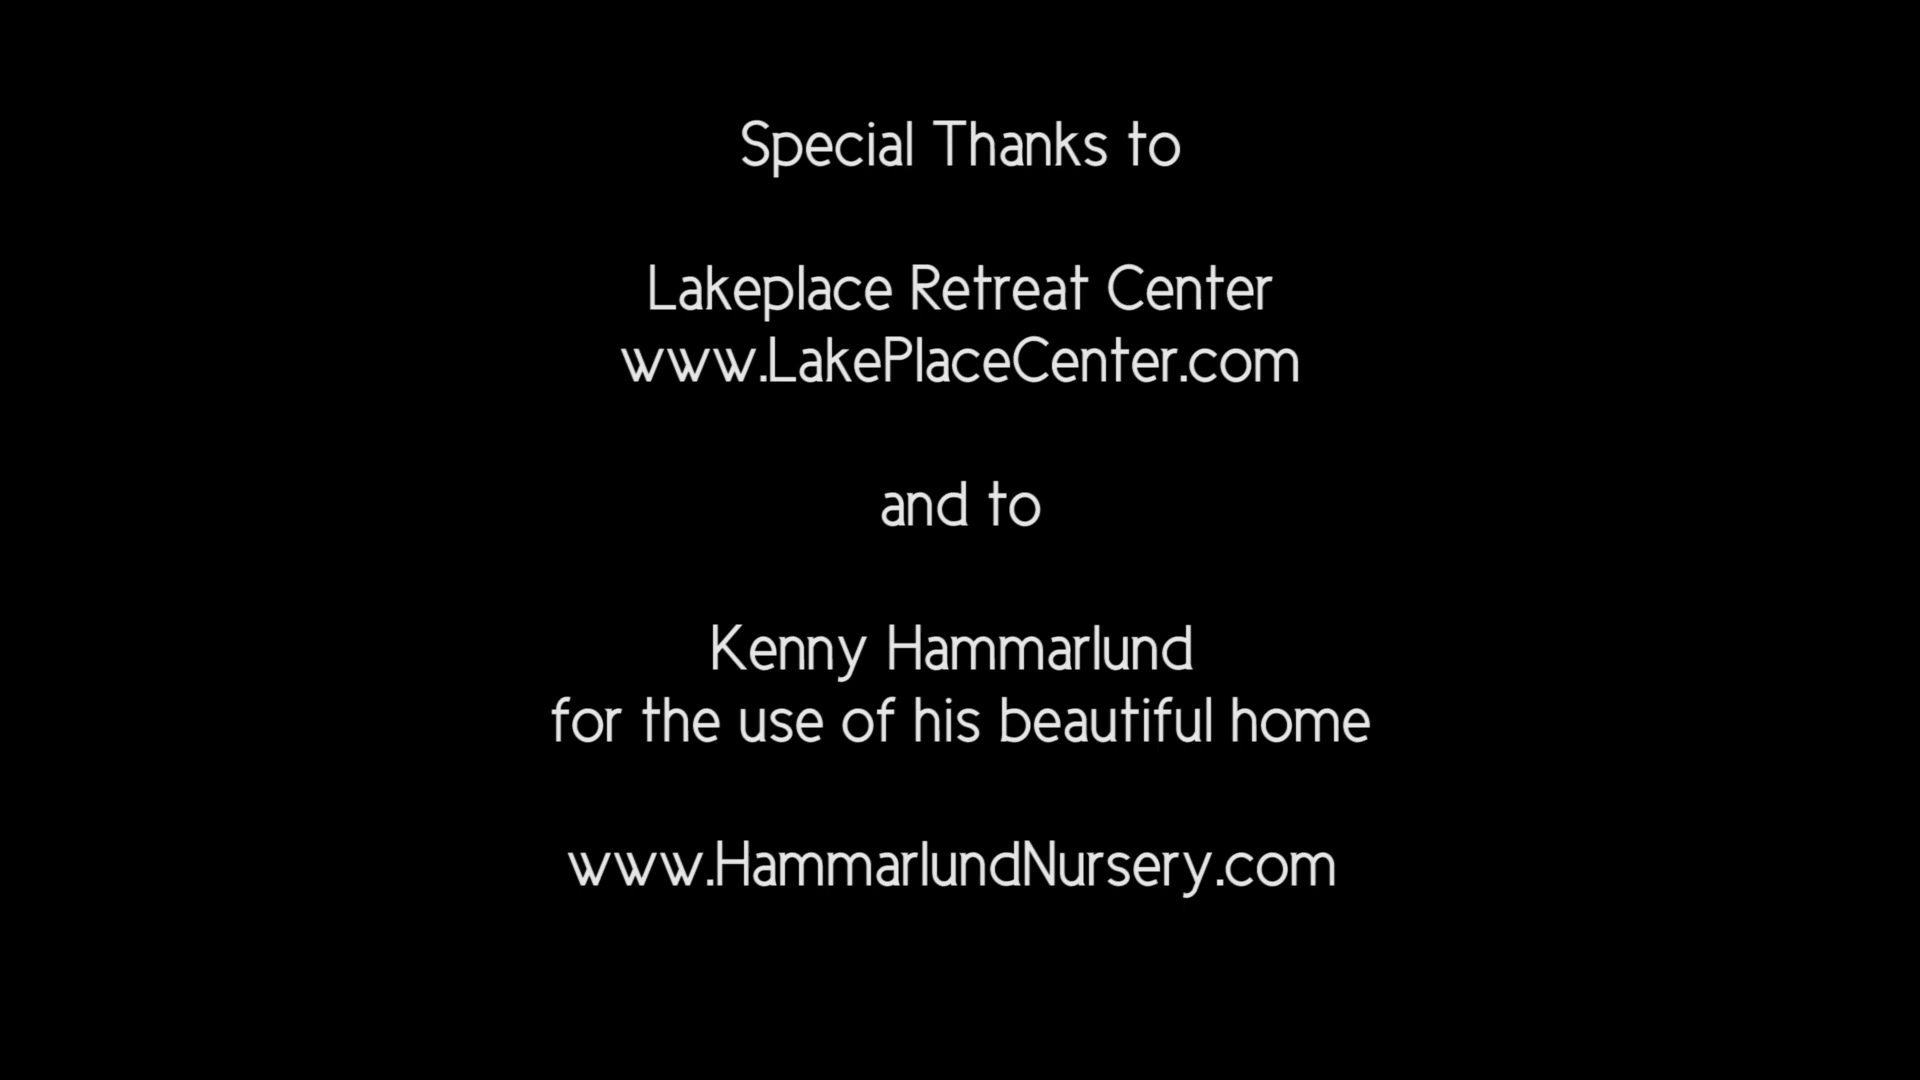 Special Thanks to
Lakeplace Retreat Center
www.LakePlaceCenter.com
and to
Kenny Hammarlund
for the use of his beautiful home
www.HammarlundNursery.com